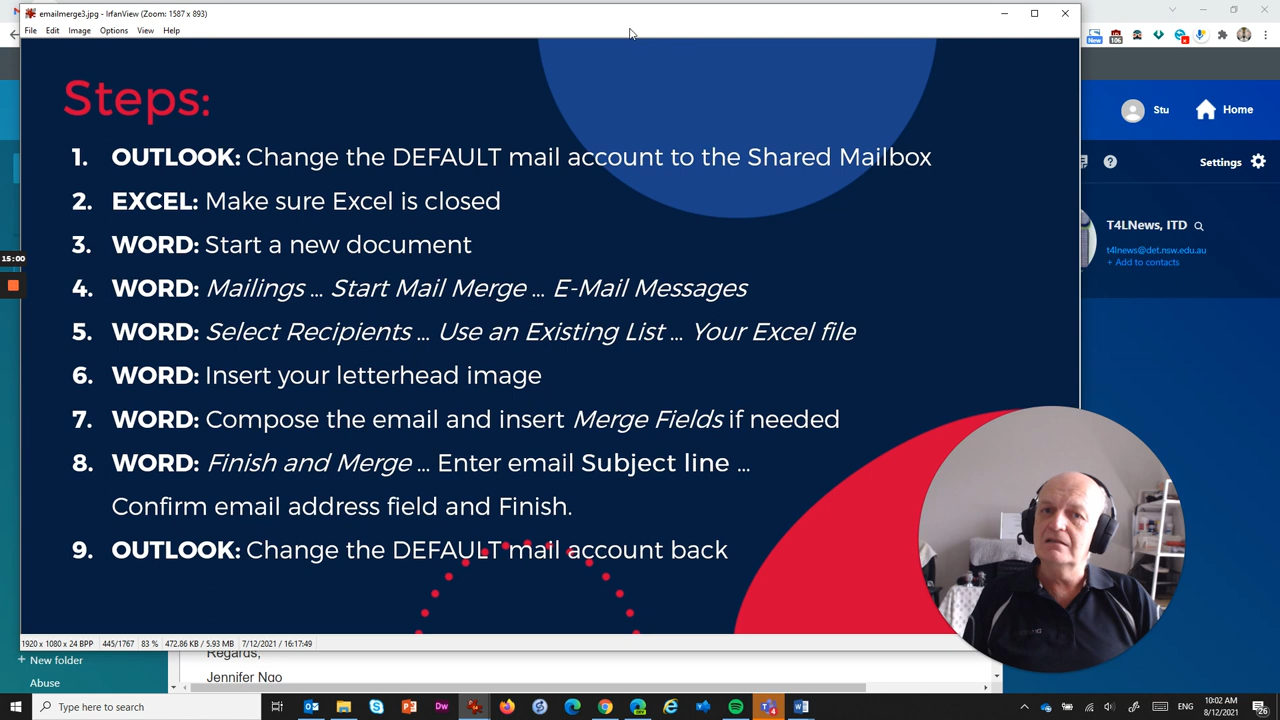 emailmerge3.jpg - IrfanView (Zoom: 1587 x 893)
File Edit Image Options View Help
New
106
Steps:
1. OUTLOOK: Change the DEFAULT mail account to the Shared Mailbox
2. EXCEL: Make sure Excel is closed
3. WORD: Start a new document
4. WORD: Mailings ... Start Mail Merge ... E-Mail Messages
5. WORD: Select Recipients ... Use an Existing List ... Your Excel file
6. WORD: Insert your letterhead image
7. WORD: Compose the email and insert Merge Fields if needed
8. WORD: Finish and Merge ... Enter email Subject line ...
Confirm email address field and Finish.
9. OUTLOOK: Change the DEFAULT mail account back
15:00
Stu Home
Settings
T4LNews, ITD
t4lnews@det.nsw.edu.au
+ Add to contacts
1920 x 1080 x 24 BPP 445/1767 83 % 472.86 KB / 5.93 MB 7/12/2021 / 16:17:49
Regards,
Jennifer Ngo
+ New folder
Abuse
Type here to search
Dw
ENG
10:02 AM
8/12/2021
26